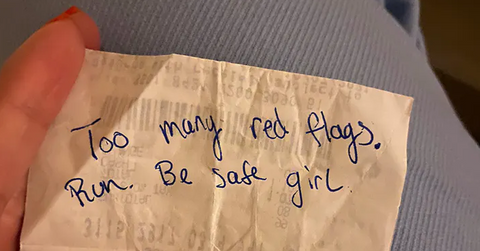 Too many red flags.
Run. Be safe girl.